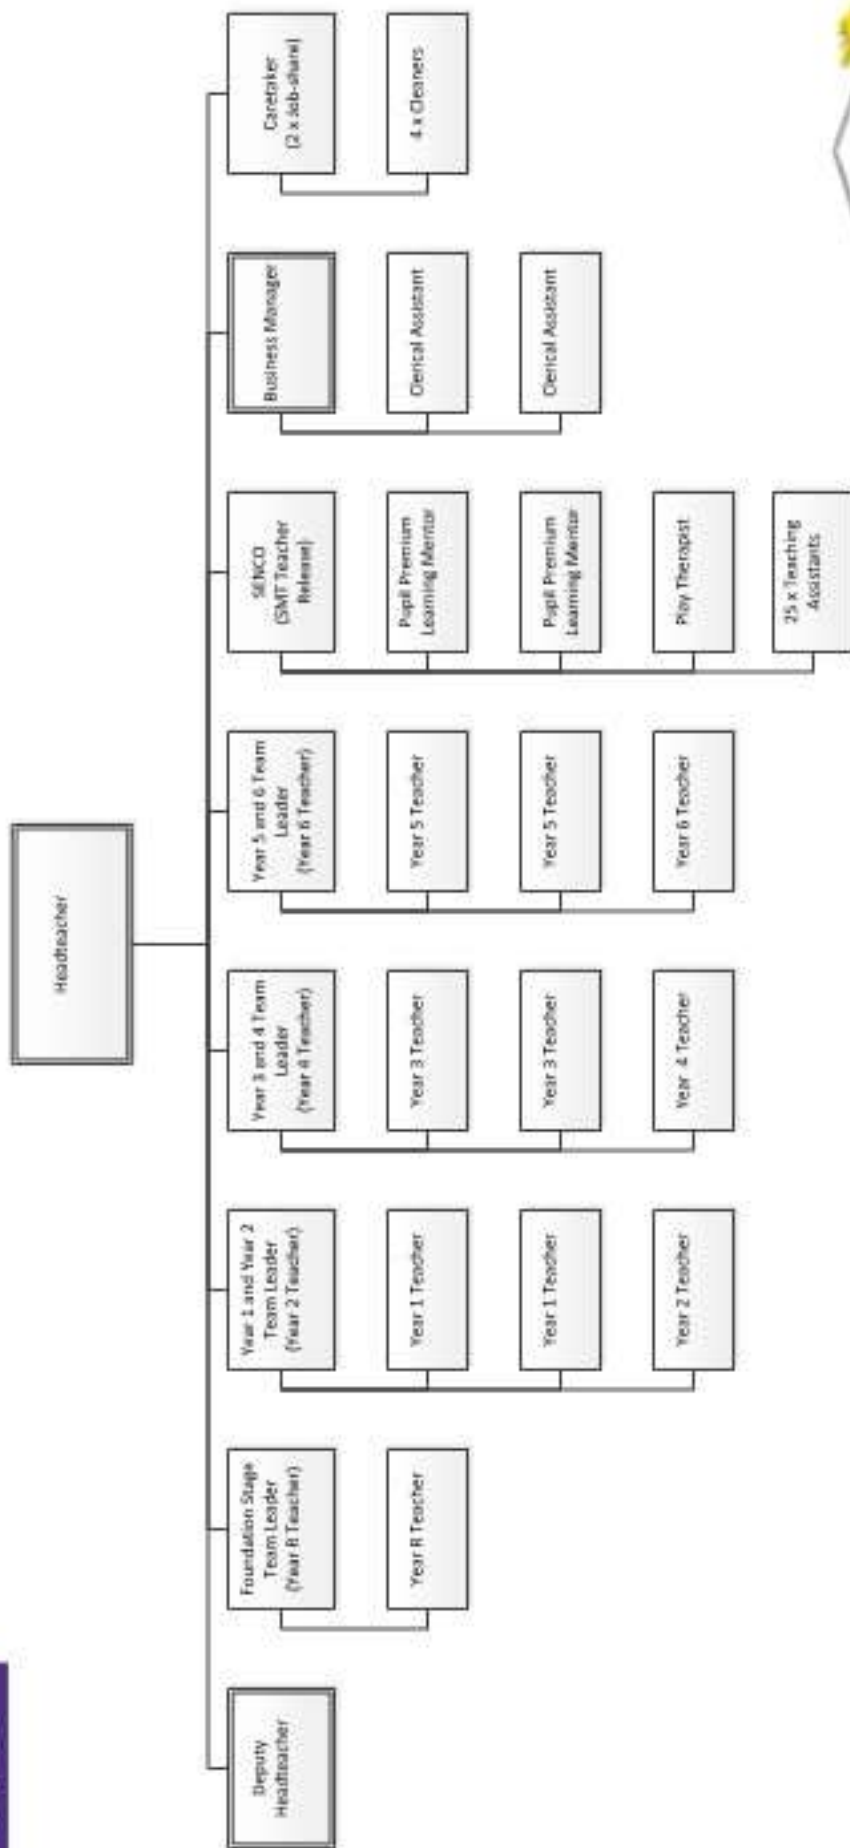 Headteacher
Deputy
Headteacher
Foundation Stage
Team Leader
(Year R Teacher)
Year R Teacher
Year 1 and Year 2
Team Leader
(Year 2 Teacher)
Year 1 Teacher
Year 1 Teacher
Year 2 Teacher
Year 3 and 4 Team
Leader
(Year 4 Teacher)
Year 3 Teacher
Year 3 Teacher
Year 4 Teacher
Year 5 and 6 Team
Leader
(Year 6 Teacher)
Year 5 Teacher
Year 5 Teacher
Year 6 Teacher
SENCO
(SMT Teacher
Release)
Pupil Premium
Learning Mentor
Pupil Premium
Learning Mentor
Play Therapist
25 x Teaching
Assistants
Business Manager
Clerical Assistant
Clerical Assistant
Caretaker
(2 x Job-share)
4 x Cleaners